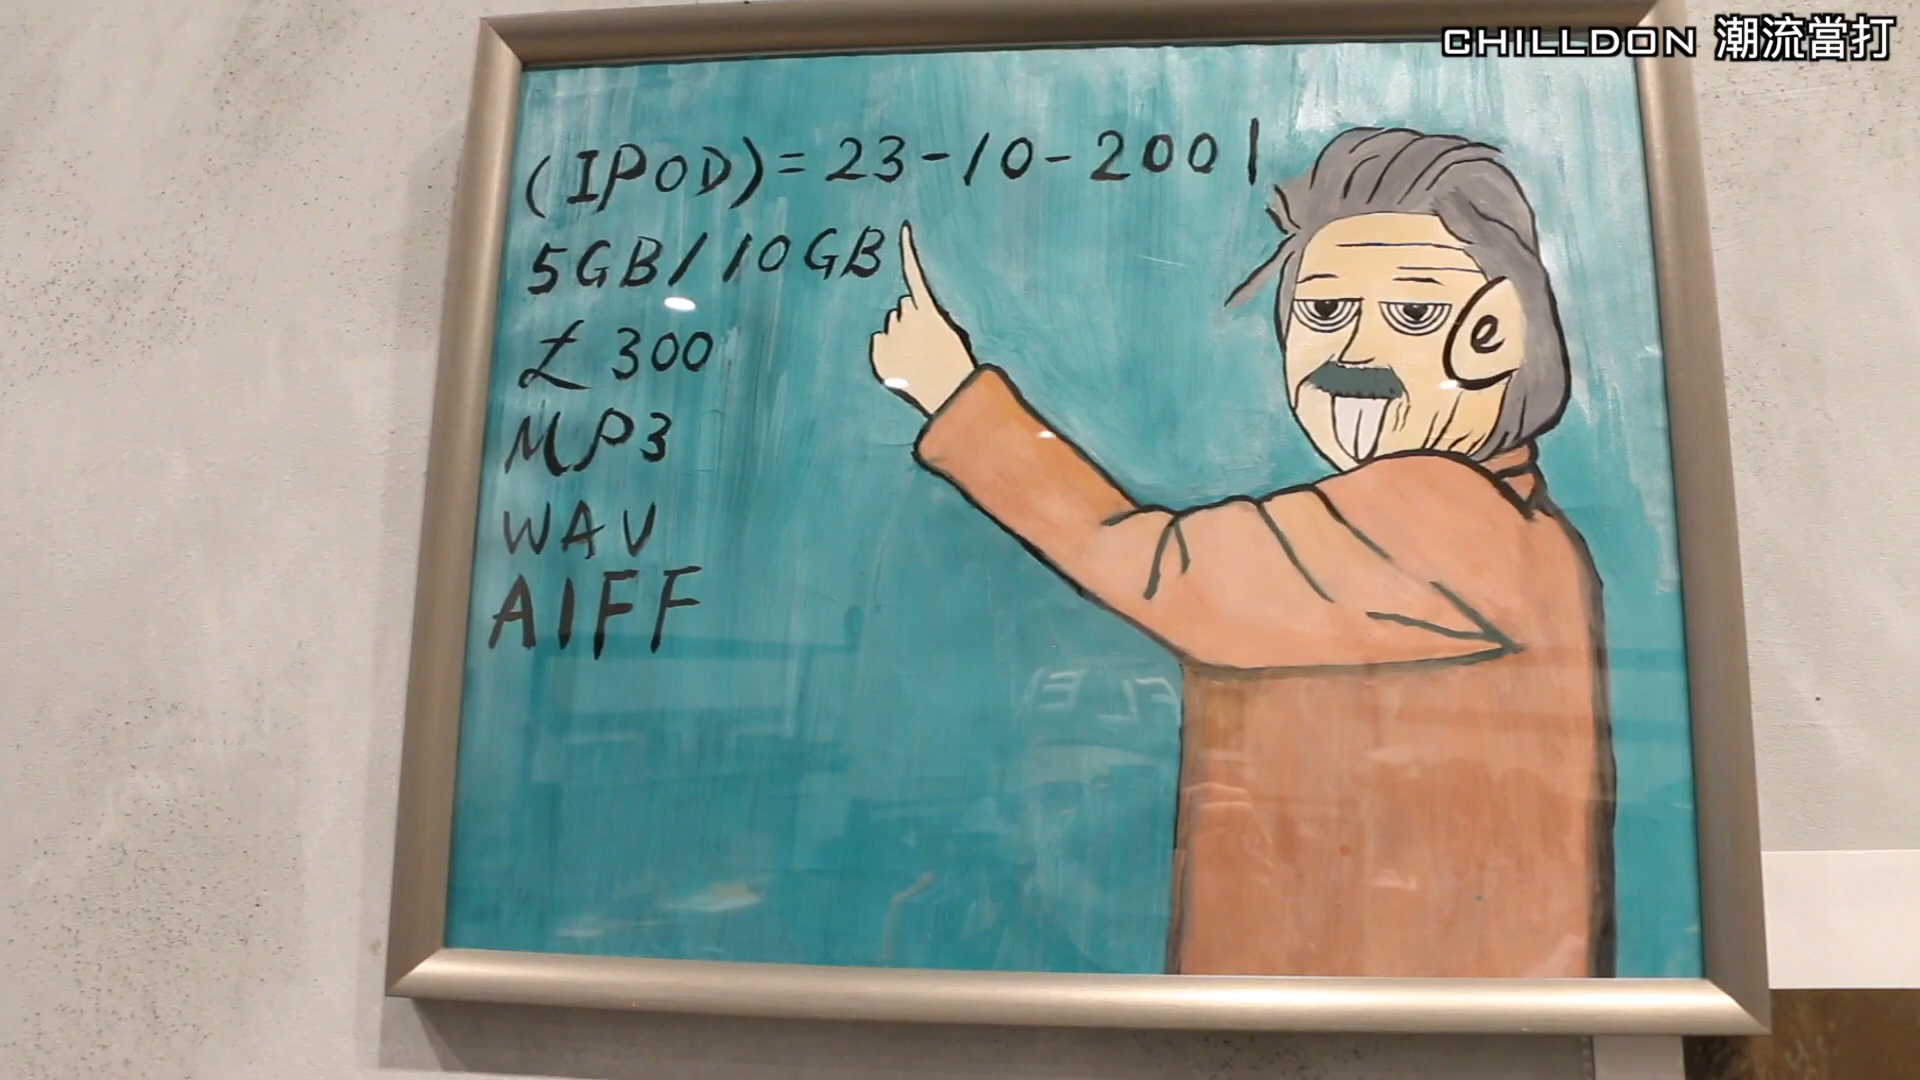 CHILLDON 潮流當打
(IPOD)=23-10-2001
5GB/10GB
£300
MP3
WAV
AIFF
e